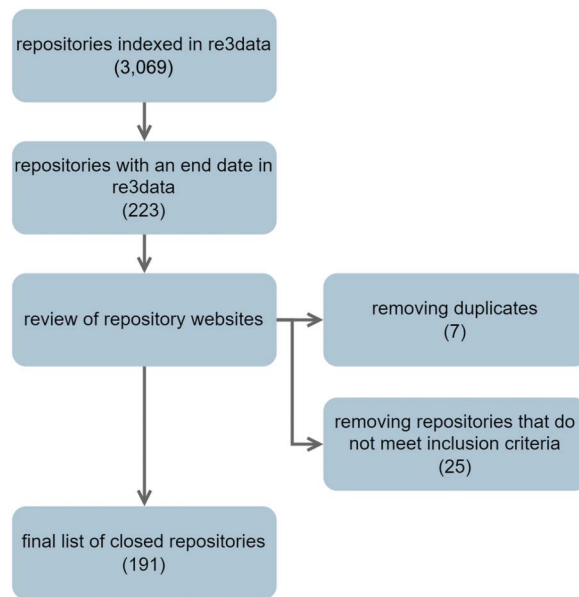 repositories indexed in re3data
(3,069)
repositories with an end date in
re3data
(223)
review of repository websites
removing duplicates
(7)
removing repositories that do
not meet inclusion criteria
(25)
final list of closed repositories
(191)